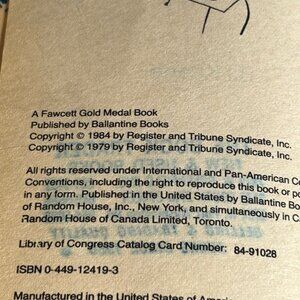 A Fawcett Gold Medal Book
Published by Ballantine Books
Copyright © 1984 by Register and Tribune Syndicate, Inc.
Copyright © 1979 by Register and Tribune Syndicate, Inc.
All rights reserved under International and Pan-American Co
Conventions, including the right to reproduce this book or po
in any form. Published in the United States by Ballantine Bo
of Random House, Inc., New York, and simultaneously in C
Random House of Canada Limited, Toronto.
Library of Congress Catalog Card Number: 84-91028
ISBN 0-449-12419-3
Manufactured in the United States of Ameri